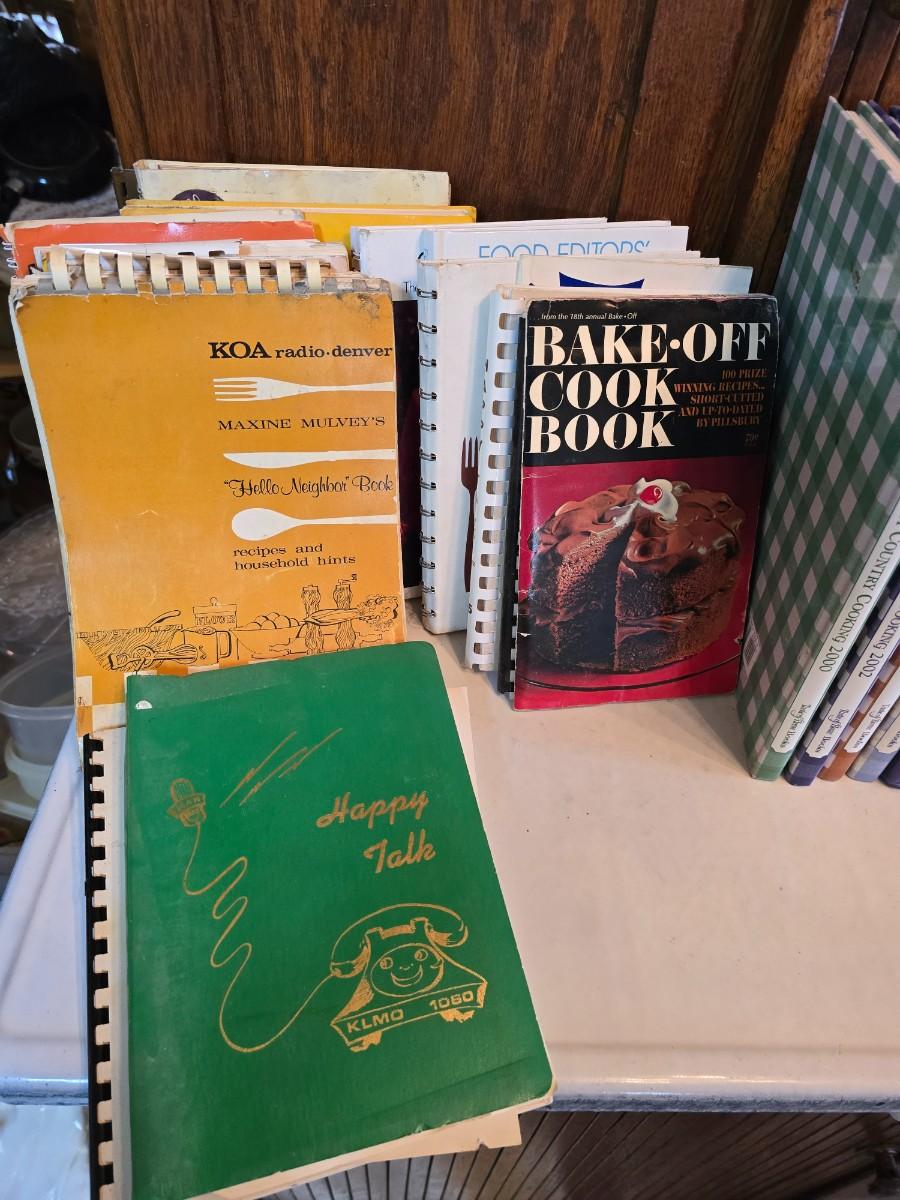 FOOD EDITORS'
KOA radio·denver
MAXINE MULVEY'S
"Hello Neighbor" Book
recipes and
household hints
FLOUR
...from the 18th annual Bake·Off
BAKE·OFF
COOK
BOOK
100 PRIZE
WINNING RECIPES...
SHORT-CUTTED
AND UP-TO-DATED
BY PILLSBURY
79¢
Happy
Talk
KLMO 1060
COUNTRY COOKING 2000
COOKING 2002